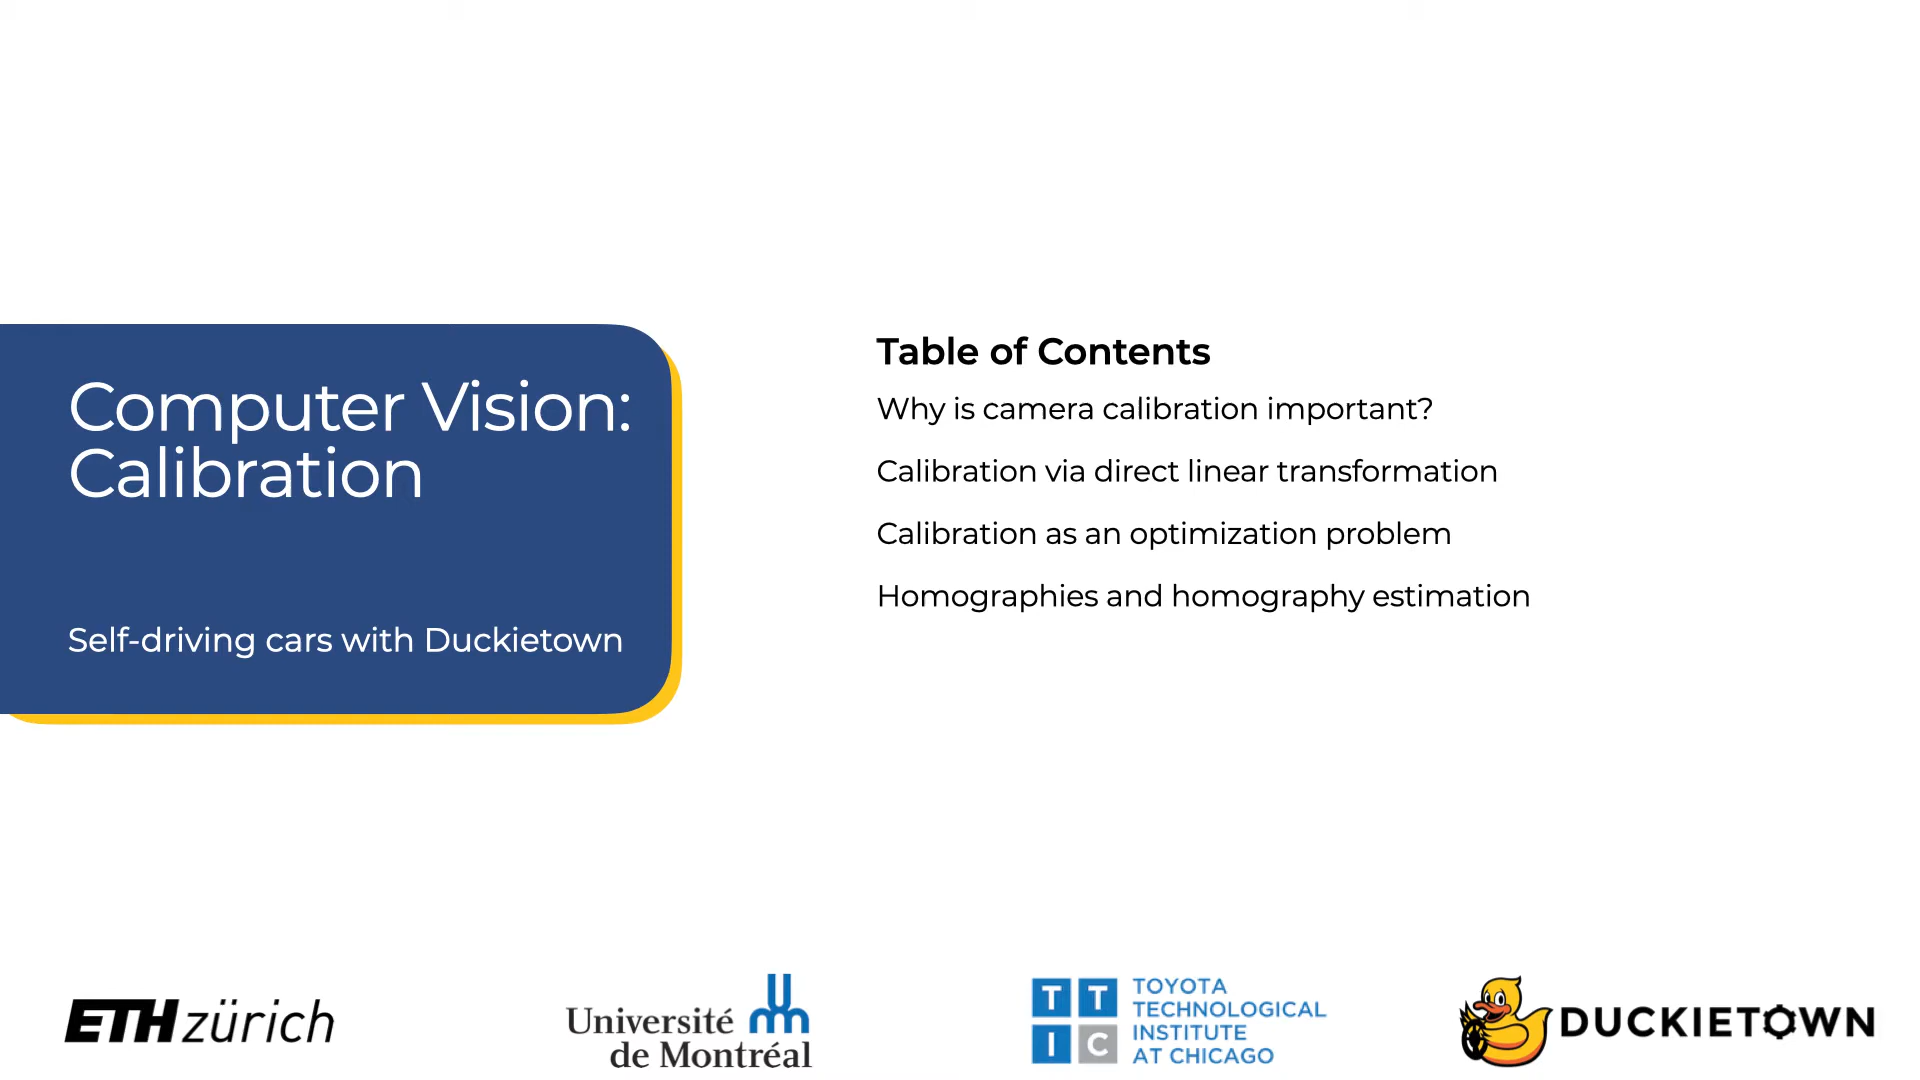 Computer Vision:
Calibration
Self-driving cars with Duckietown
Table of Contents
Why is camera calibration important?
Calibration via direct linear transformation
Calibration as an optimization problem
Homographies and homography estimation
ETH zürich
Université
de Montréal
TTIC
TOYOTA
TECHNOLOGICAL
INSTITUTE
AT CHICAGO
DUCKIETOWN